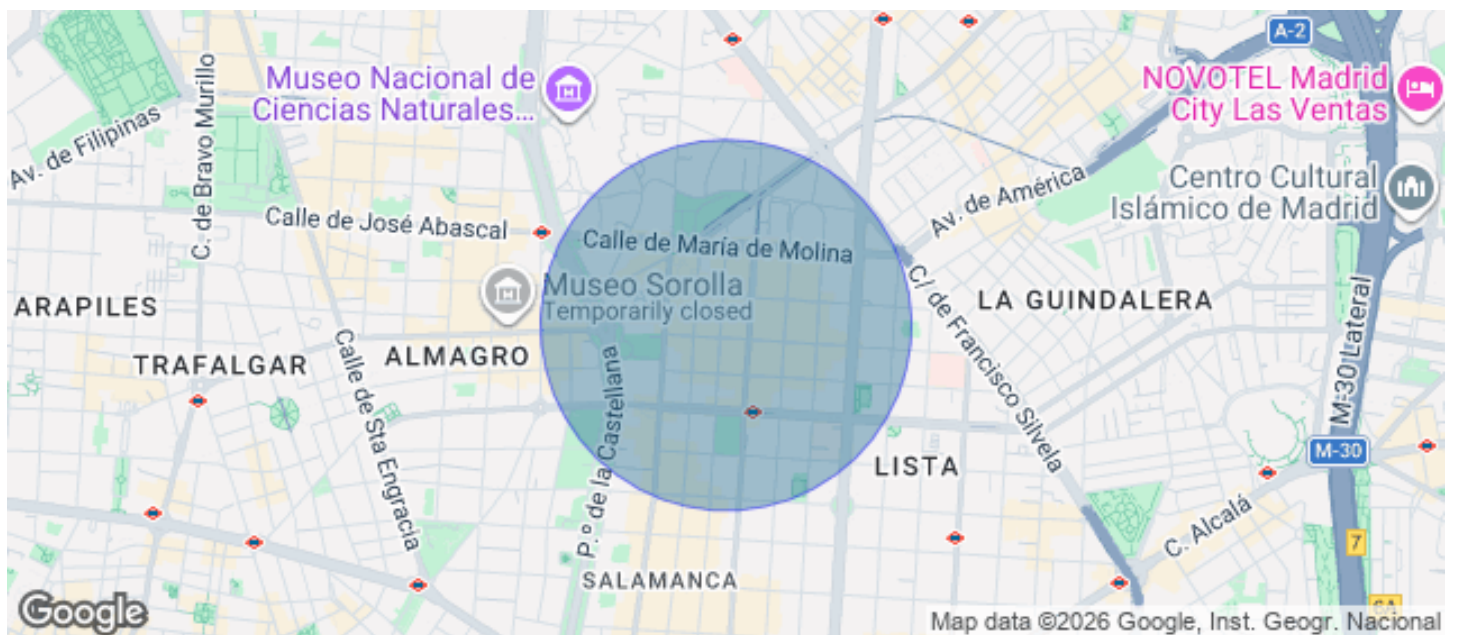 A-2
Museo Nacional de
Ciencias Naturales...
NOVOTEL Madrid
City Las Ventas
Av. de Filipinas
C. de Bravo Murillo
Av. de América
Centro Cultural
Islámico de Madrid
Calle de José Abascal
Calle de María de Molina
Museo Sorolla
Temporarily closed
C/ de Francisco Silvela
LA GUINDALERA
ARAPILES
TRAFALGAR
ALMAGRO
Calle de Sta Engracia
P.º de la Castellana
M-30 Lateral
M-30
LISTA
C. Alcalá
7
SALAMANCA
Google
Map data ©2026 Google, Inst. Geogr. Nacional